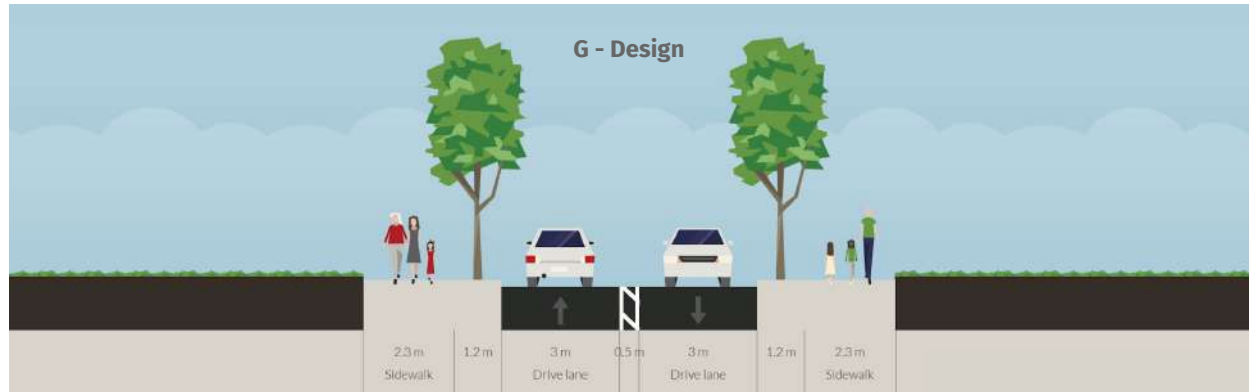 G - Design
2.3 m 1.2 m 3 m 0.5 m 3 m 1.2 m 2.3 m
Sidewalk Drive lane Drive lane Sidewalk